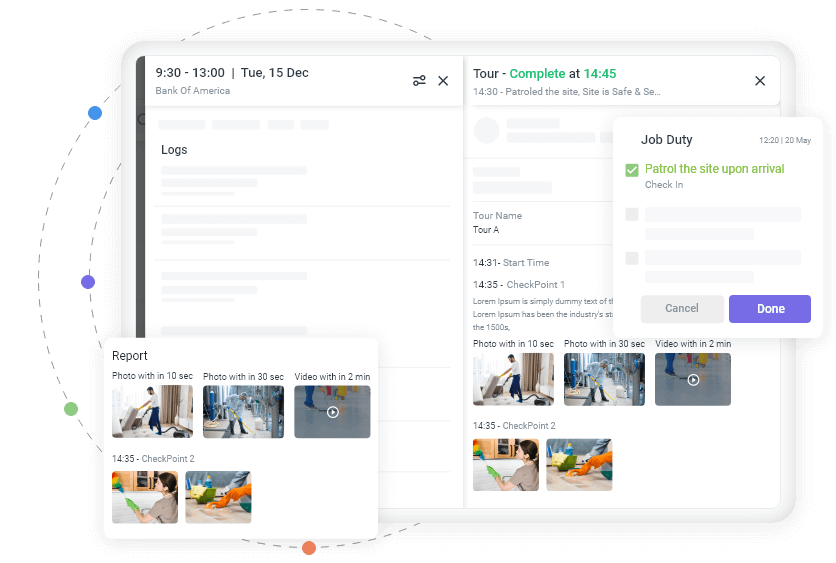 9:30 - 13:00 | Tue, 15 Dec
Bank Of America
Logs
Tour - Complete at 14:45
14:30 - Patroled the site, Site is Safe & Se...
Tour Name
Tour A
14:31- Start Time
14:35 - CheckPoint 1
Lorem Ipsum is simply dummy text of th
Lorem Ipsum has been the industry's sta
the 1500s,
Photo with in 10 sec
Photo with in 30 sec
Video with in 2 min
14:35 - CheckPoint 2
Job Duty
12:20 | 20 May
Patrol the site upon arrival
Check In
Cancel
Done
Report
Photo with in 10 sec
Photo with in 30 sec
Video with in 2 min
14:35 - CheckPoint 2